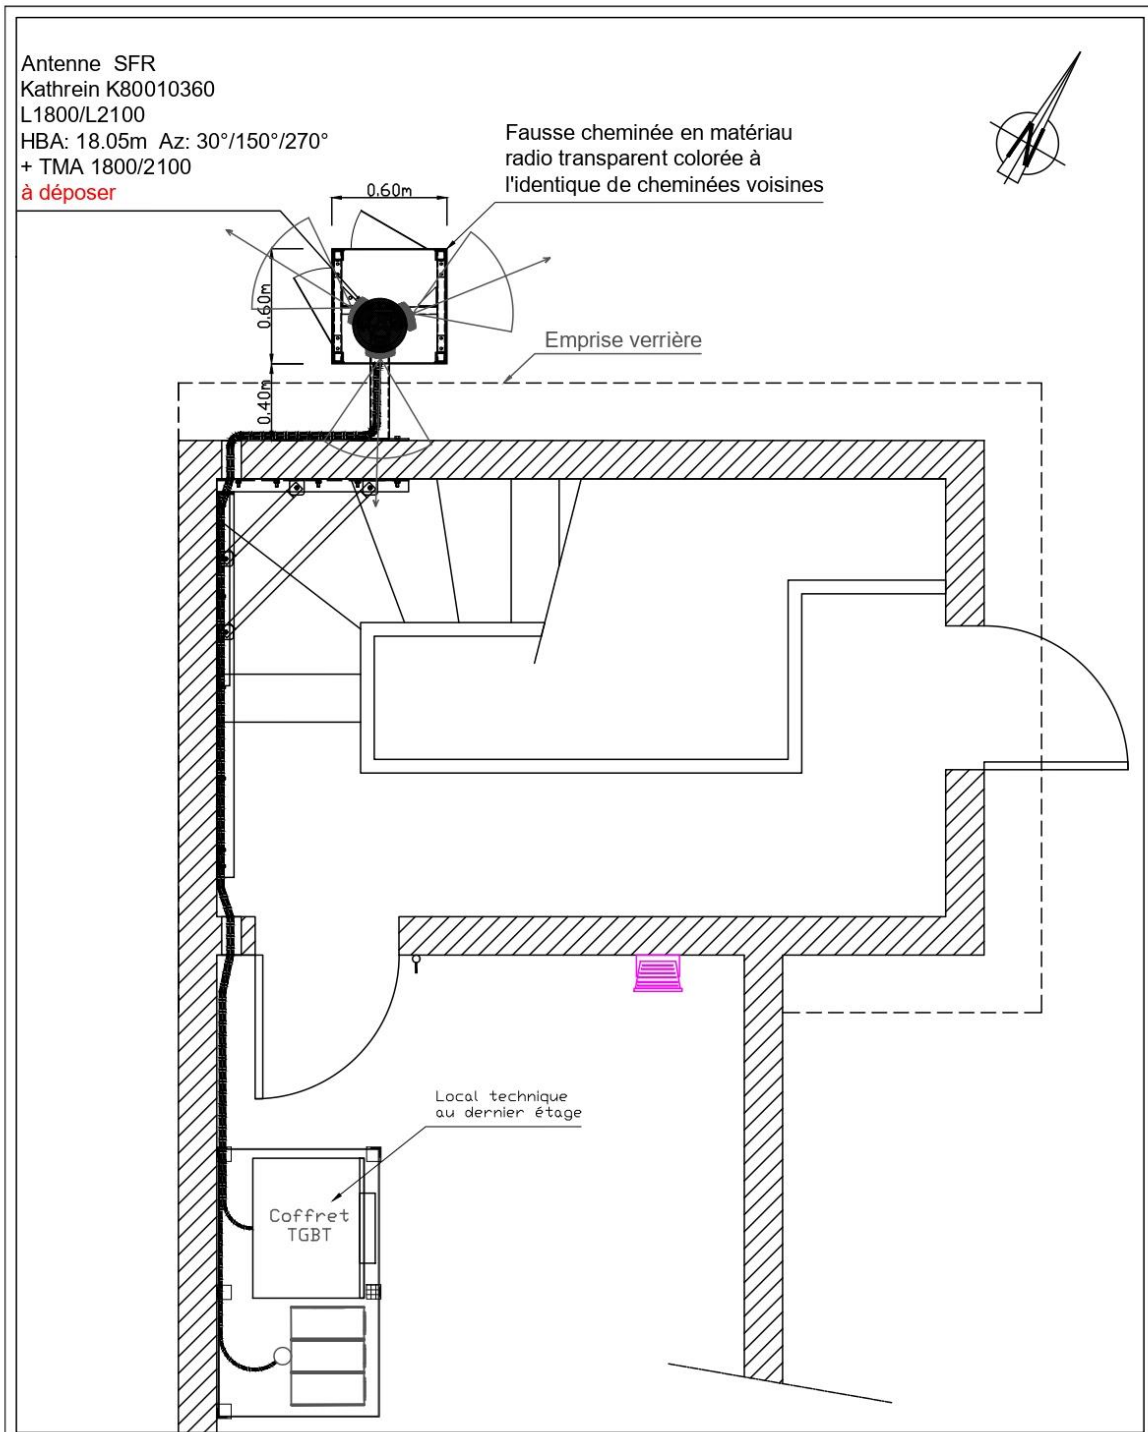 Antenne SFR
Kathrein K80010360
L1800/L2100
HBA: 18.05m Az: 30°/150°/270°
+ TMA 1800/2100
à déposer
Fausse cheminée en matériau
radio transparent colorée à
l'identique de cheminées voisines
N
0.60m
0.60m
0.40m
Emprise verrière
Local technique
au dernier étage
Coffret
TGBT